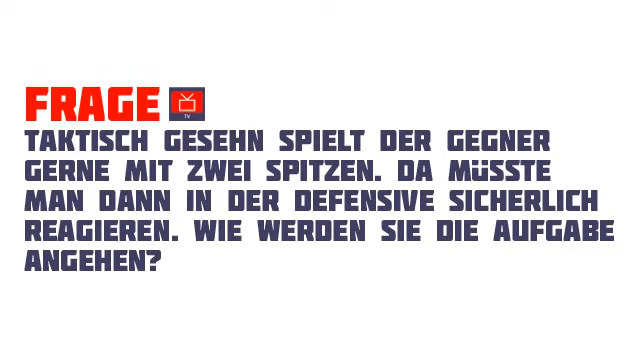 FRAGE TV
TAKTISCH GESEHN SPIELT DER GEGNER
GERNE MIT ZWEI SPITZEN. DA MÜSSTE
MAN DANN IN DER DEFENSIVE SICHERLICH
REAGIEREN. WIE WERDEN SIE DIE AUFGABE
ANGEHEN?